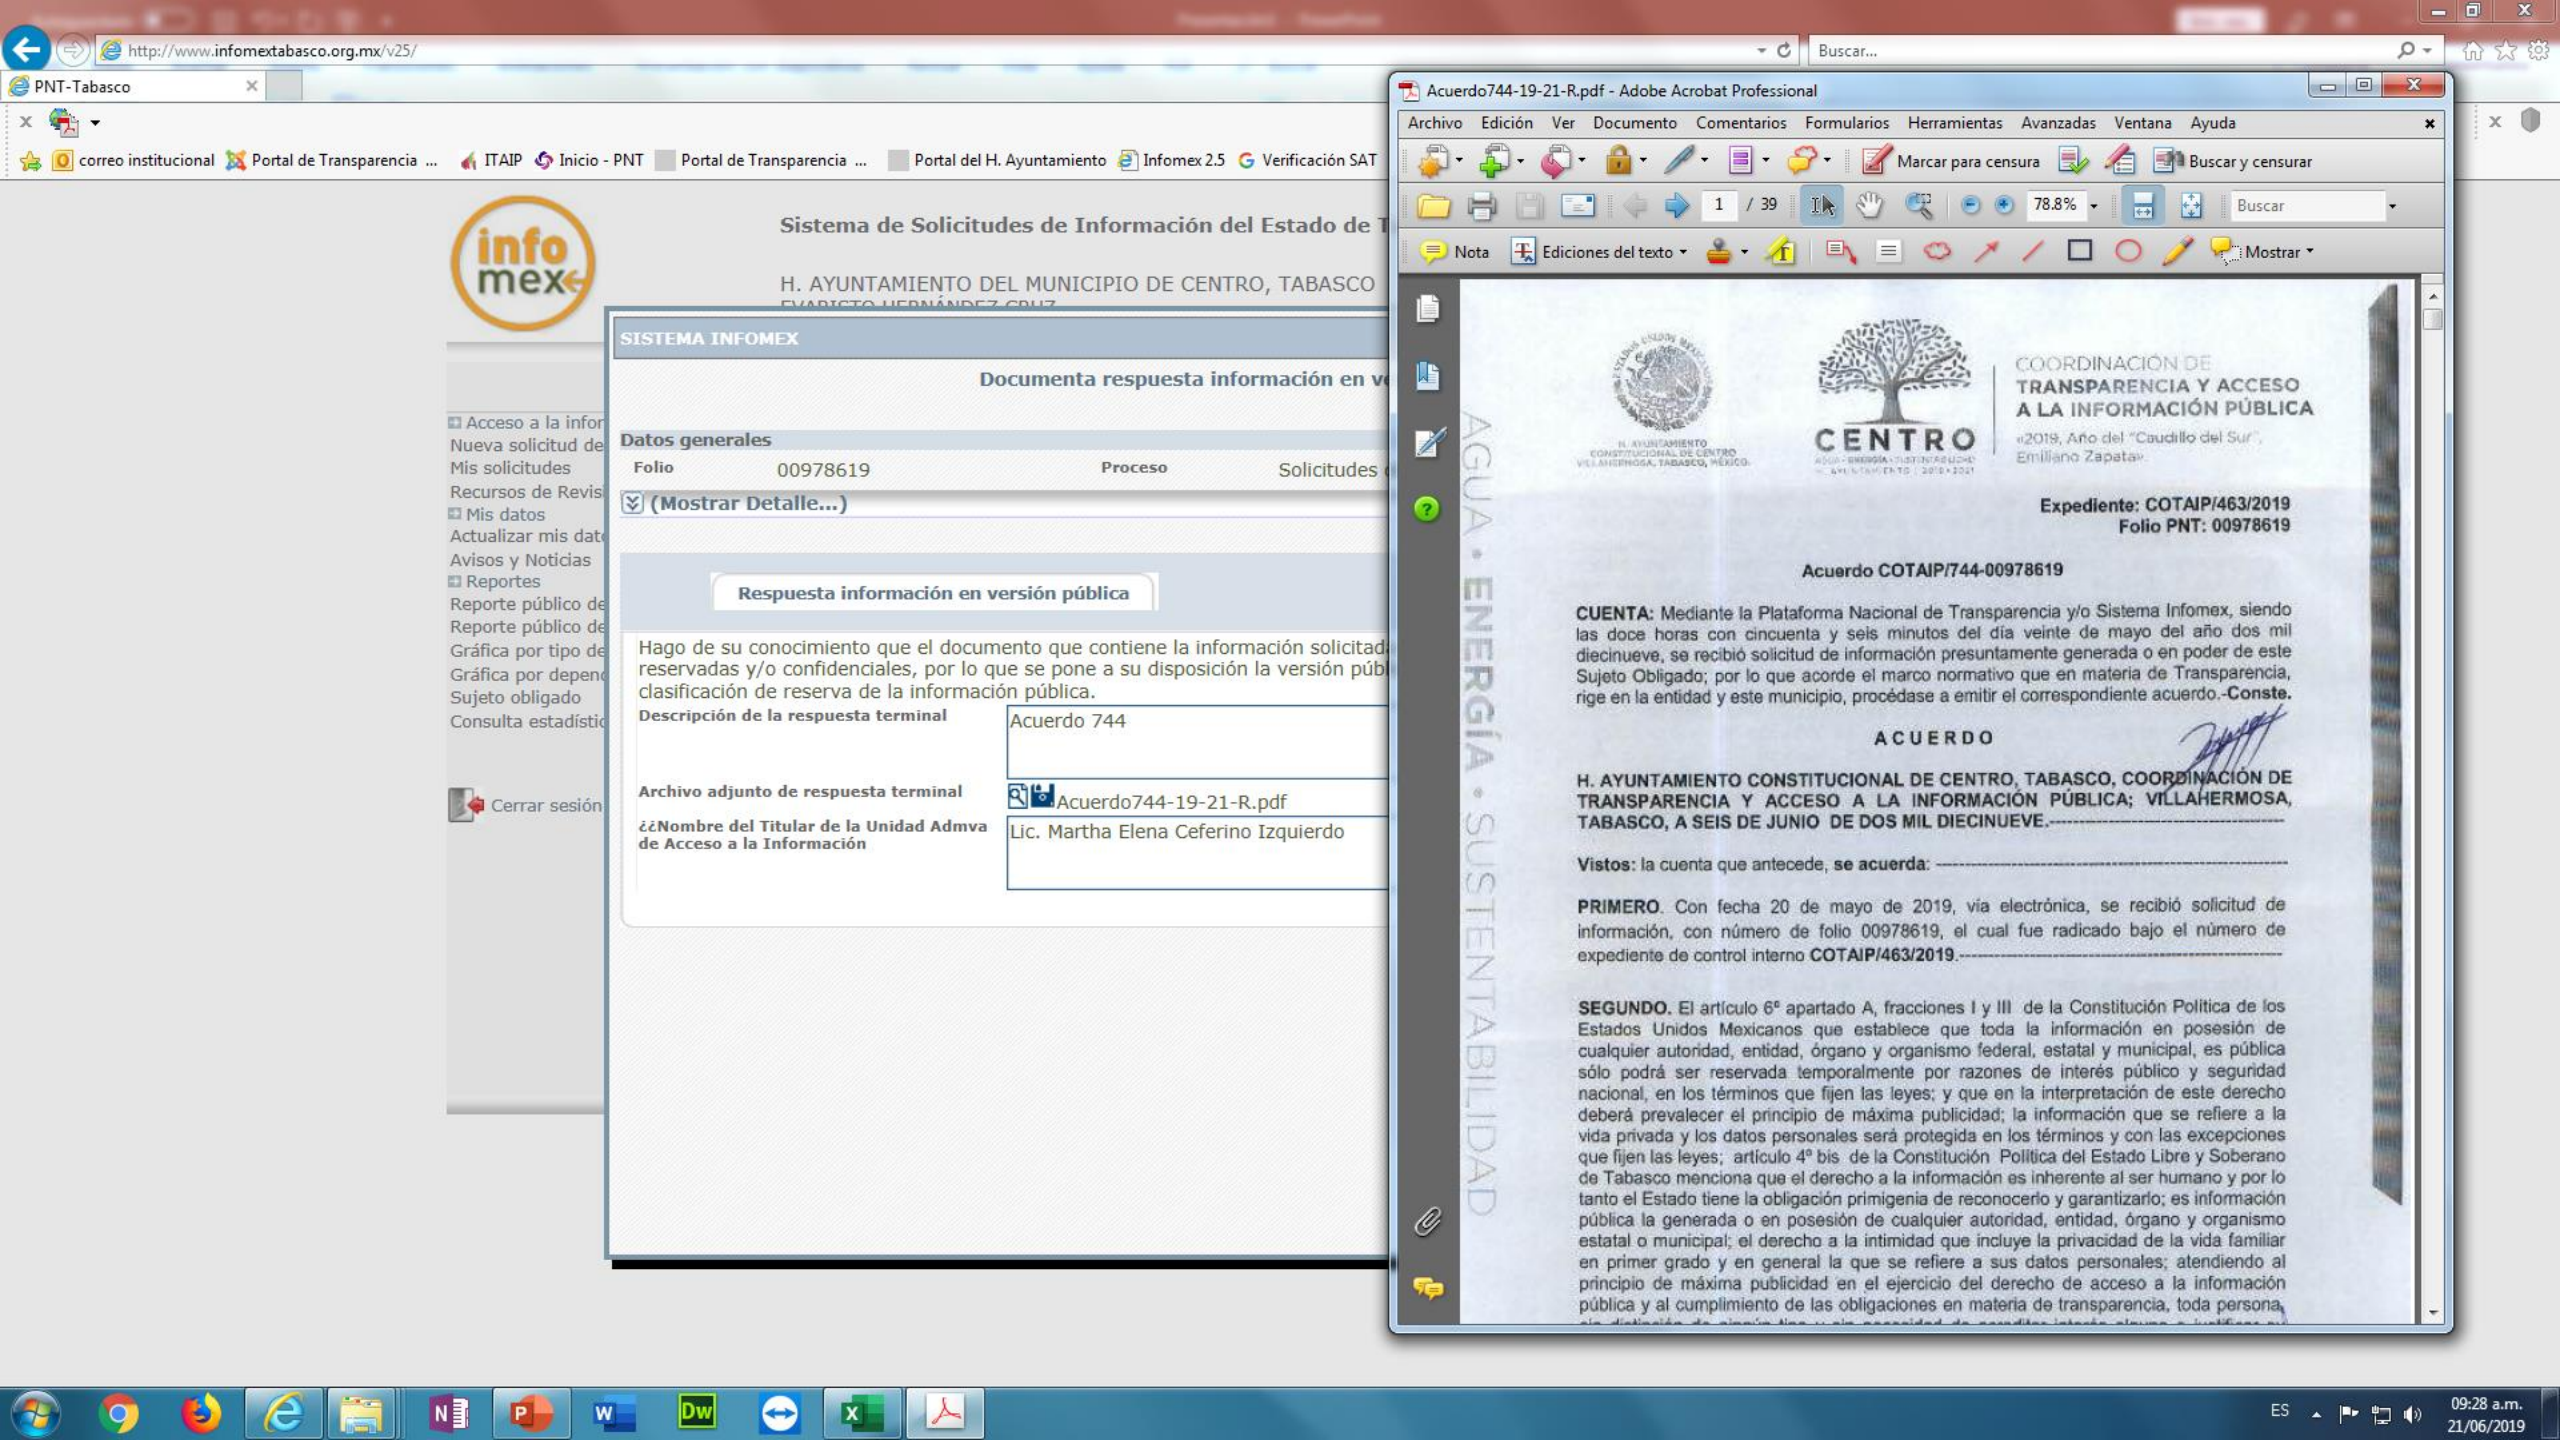 http://www.infomextabasco.org.mx/v25/
Buscar...
PNT-Tabasco
correo institucional
Portal de Transparencia ...
ITAIP
Inicio - PNT
Portal de Transparencia ...
Portal del H. Ayuntamiento
Infomex 2.5
Verificación SAT
info
mex
Sistema de Solicitudes de Información del Estado de T
H. AYUNTAMIENTO DEL MUNICIPIO DE CENTRO, TABASCO
EVARISTO HERNÁNDEZ CRUZ
Acceso a la infor
Nueva solicitud de
Mis solicitudes
Recursos de Revis
Mis datos
Actualizar mis dat
Avisos y Noticias
Reportes
Reporte público de
Reporte público de
Gráfica por tipo de
Gráfica por depen
Sujeto obligado
Consulta estadístic
Cerrar sesión
SISTEMA INFOMEX
Documenta respuesta información en ve
Datos generales
Folio 00978619 Proceso Solicitudes
(Mostrar Detalle...)
Respuesta información en versión pública
Hago de su conocimiento que el documento que contiene la información solicitad
reservadas y/o confidenciales, por lo que se pone a su disposición la versión púb
clasificación de reserva de la información pública.
Descripción de la respuesta terminal
Acuerdo 744
Archivo adjunto de respuesta terminal
Acuerdo744-19-21-R.pdf
¿¿Nombre del Titular de la Unidad Admva
de Acceso a la Información
Lic. Martha Elena Ceferino Izquierdo
Acuerdo744-19-21-R.pdf - Adobe Acrobat Professional
Archivo Edición Ver Documento Comentarios Formularios Herramientas Avanzadas Ventana Ayuda
Marcar para censura
Buscar y censurar
1 / 39
78.8%
Buscar
Nota
Ediciones del texto
Mostrar
AGUA • ENERGÍA • SUSTENTABILIDAD
ESTADOS UNIDOS MEXICANOS
H. AYUNTAMIENTO
CONSTITUCIONAL DE CENTRO
VILLAHERMOSA, TABASCO, MÉXICO.
CENTRO
AGUA • ENERGÍA • SUSTENTABILIDAD
H. AYUNTAMIENTO | 2018 • 2021
COORDINACIÓN DE
TRANSPARENCIA Y ACCESO
A LA INFORMACIÓN PÚBLICA
«2019, Año del "Caudillo del Sur",
Emiliano Zapata».
Expediente: COTAIP/463/2019
Folio PNT: 00978619
Acuerdo COTAIP/744-00978619
CUENTA: Mediante la Plataforma Nacional de Transparencia y/o Sistema Infomex, siendo
las doce horas con cincuenta y seis minutos del día veinte de mayo del año dos mil
diecinueve, se recibió solicitud de información presuntamente generada o en poder de este
Sujeto Obligado; por lo que acorde el marco normativo que en materia de Transparencia,
rige en la entidad y este municipio, procédase a emitir el correspondiente acuerdo.-Conste.
A C U E R D O
H. AYUNTAMIENTO CONSTITUCIONAL DE CENTRO, TABASCO, COORDINACIÓN DE
TRANSPARENCIA Y ACCESO A LA INFORMACIÓN PÚBLICA; VILLAHERMOSA,
TABASCO, A SEIS DE JUNIO DE DOS MIL DIECINUEVE.-----
Vistos: la cuenta que antecede, se acuerda: -----
PRIMERO. Con fecha 20 de mayo de 2019, vía electrónica, se recibió solicitud de
información, con número de folio 00978619, el cual fue radicado bajo el número de
expediente de control interno COTAIP/463/2019.-----
SEGUNDO. El artículo 6º apartado A, fracciones I y III de la Constitución Política de los
Estados Unidos Mexicanos que establece que toda la información en posesión de
cualquier autoridad, entidad, órgano y organismo federal, estatal y municipal, es pública
sólo podrá ser reservada temporalmente por razones de interés público y seguridad
nacional, en los términos que fijen las leyes; y que en la interpretación de este derecho
deberá prevalecer el principio de máxima publicidad; la información que se refiere a la
vida privada y los datos personales será protegida en los términos y con las excepciones
que fijen las leyes; artículo 4º bis de la Constitución Política del Estado Libre y Soberano
de Tabasco menciona que el derecho a la información es inherente al ser humano y por lo
tanto el Estado tiene la obligación primigenia de reconocerlo y garantizarlo; es información
pública la generada o en posesión de cualquier autoridad, entidad, órgano y organismo
estatal o municipal; el derecho a la intimidad que incluye la privacidad de la vida familiar
en primer grado y en general la que se refiere a sus datos personales; atendiendo al
principio de máxima publicidad en el ejercicio del derecho de acceso a la información
pública y al cumplimiento de las obligaciones en materia de transparencia, toda persona,
ES
09:28 a.m.
21/06/2019